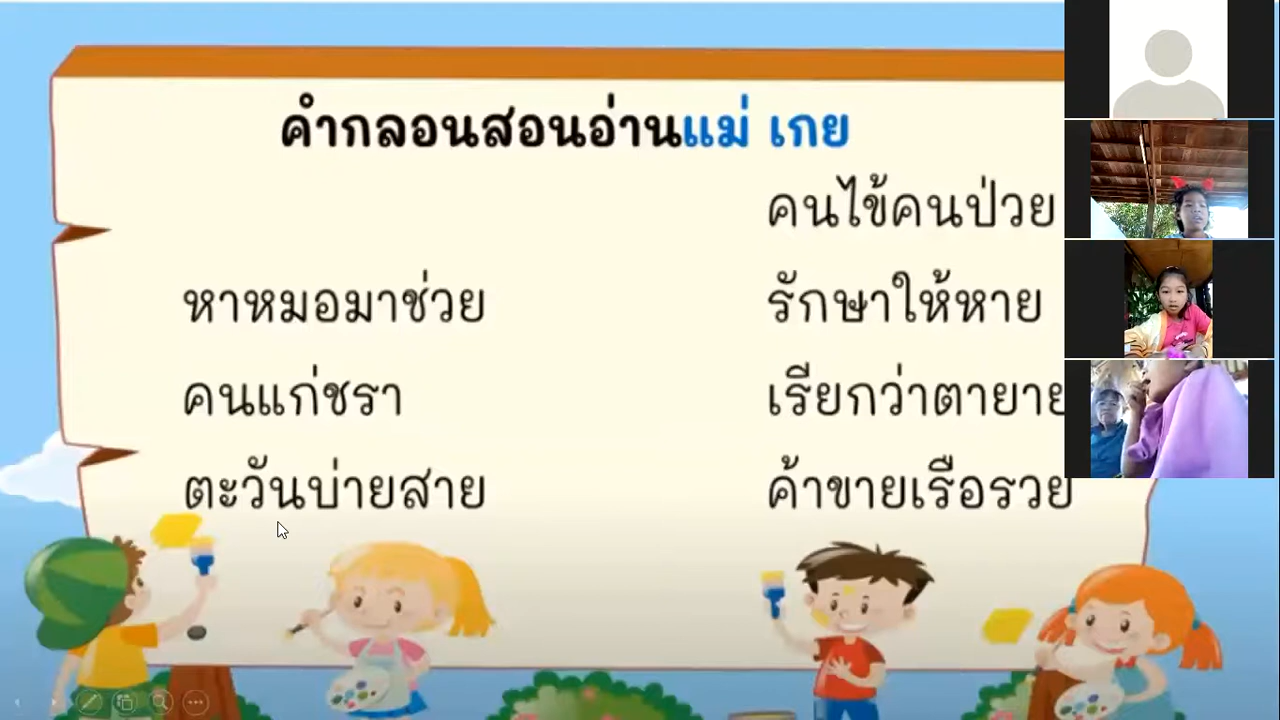 คำกลอนสอนอ่านแม่ เกย
คนไข้คนป่วย
หาหมอมาช่วย รักษาให้หาย
คนแก่ชรา เรียกว่าตายาย
ตะวันบ่ายสาย ค้าขายเรือรวย